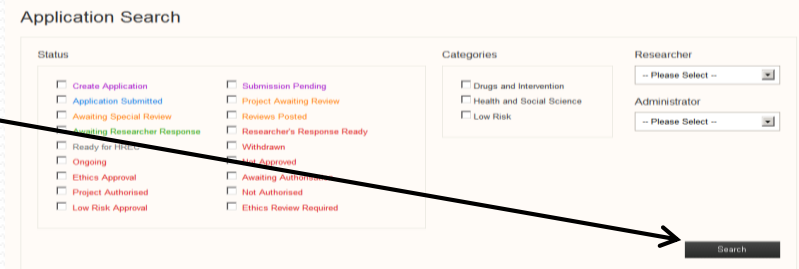 Application Search
Status
Create Application
Application Submitted
Awaiting Special Review
Awaiting Researcher Response
Ready for HREC
Ongoing
Ethics Approval
Project Authorised
Low Risk Approval
Submission Pending
Project Awaiting Review
Reviews Posted
Researcher's Response Ready
Withdrawn
Not Approved
Awaiting
Not Authorised
Ethics Review Required
Categories
Drugs and Intervention
Health and Social Science
Low Risk
Researcher
-- Please Select --
Administrator
-- Please Select --
Search